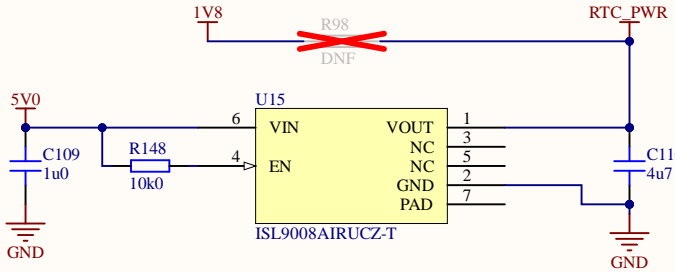 1V8
R98
DNF
RTC_PWR
5V0
U15
6
VIN
VOUT
1
NC
3
C109
1u0
R148
10k0
4
EN
NC
5
GND
2
PAD
7
C11
4u7
ISL9008AIRUCZ-T
GND
GND